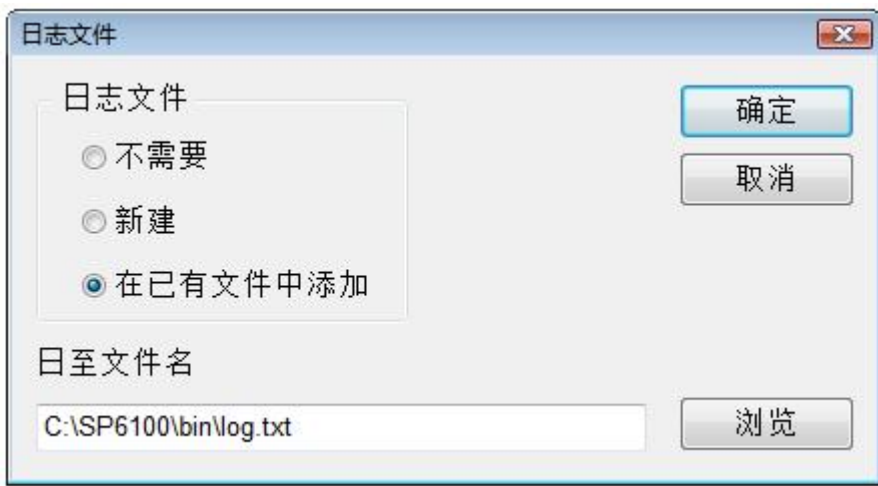 日志文件
日志文件
确定
不需要
取消
新建
在已有文件中添加
日至文件名
C:\SP6100\bin\log.txt
浏览